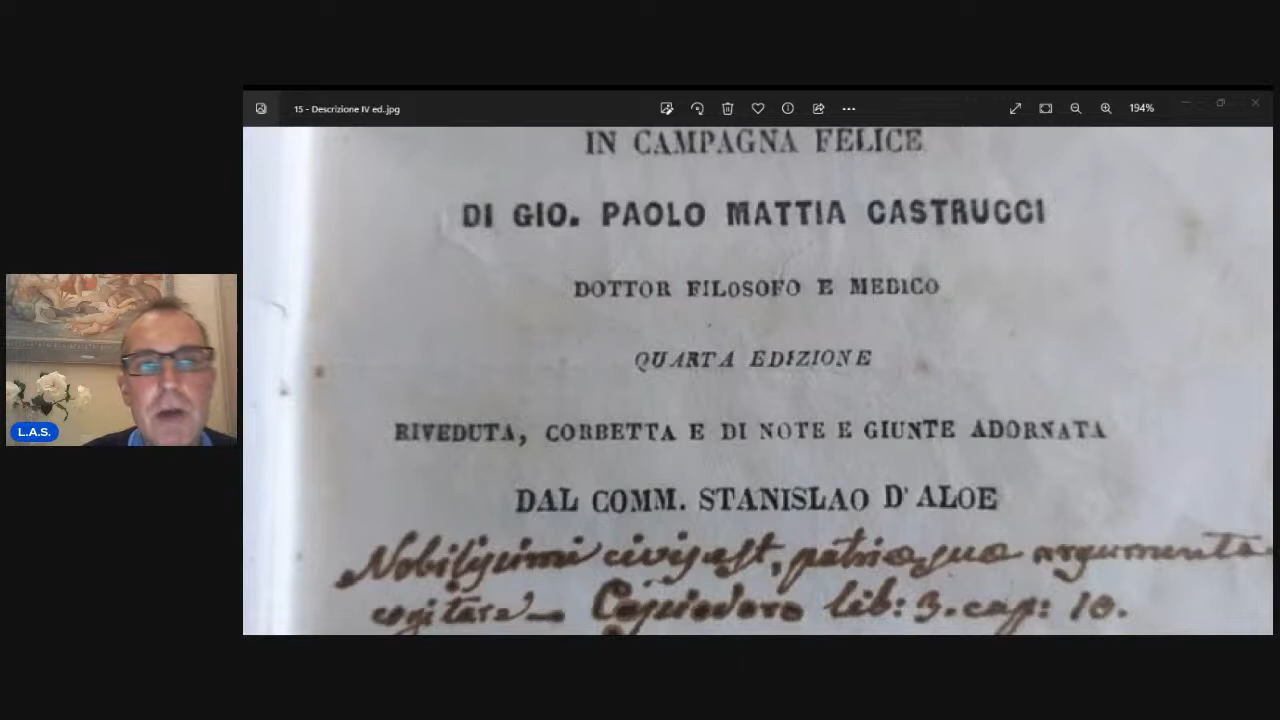 15 - Descrizione IV ed..jpg
194%
IN CAMPAGNA FELICE
DI GIO. PAOLO MATTIA CASTRUCCI
DOTTOR FILOSOFO E MEDICO
QUARTA EDIZIONE
RIVEDUTA, CORRETTA E DI NOTE E GIUNTE ADORNATA
DAL COMM. STANISLAO D'ALOE
Nobilissimi civis est, patriae suae argumenta
cogitare — Cassiodoro lib: 3. cap: 10.
L.A.S.